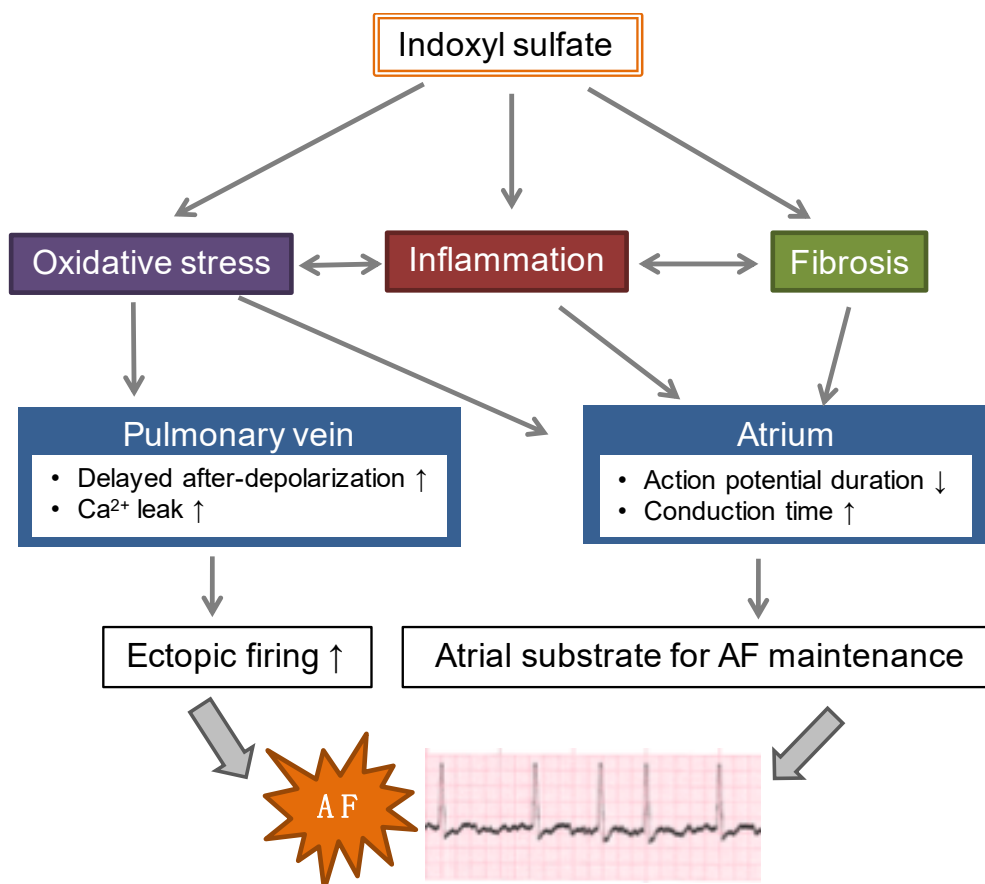 Indoxyl sulfate
Oxidative stress
Inflammation
Fibrosis
Pulmonary vein
• Delayed after-depolarization ↑
• Ca²⁺ leak ↑
Atrium
• Action potential duration ↓
• Conduction time ↑
Ectopic firing ↑
Atrial substrate for AF maintenance
AF